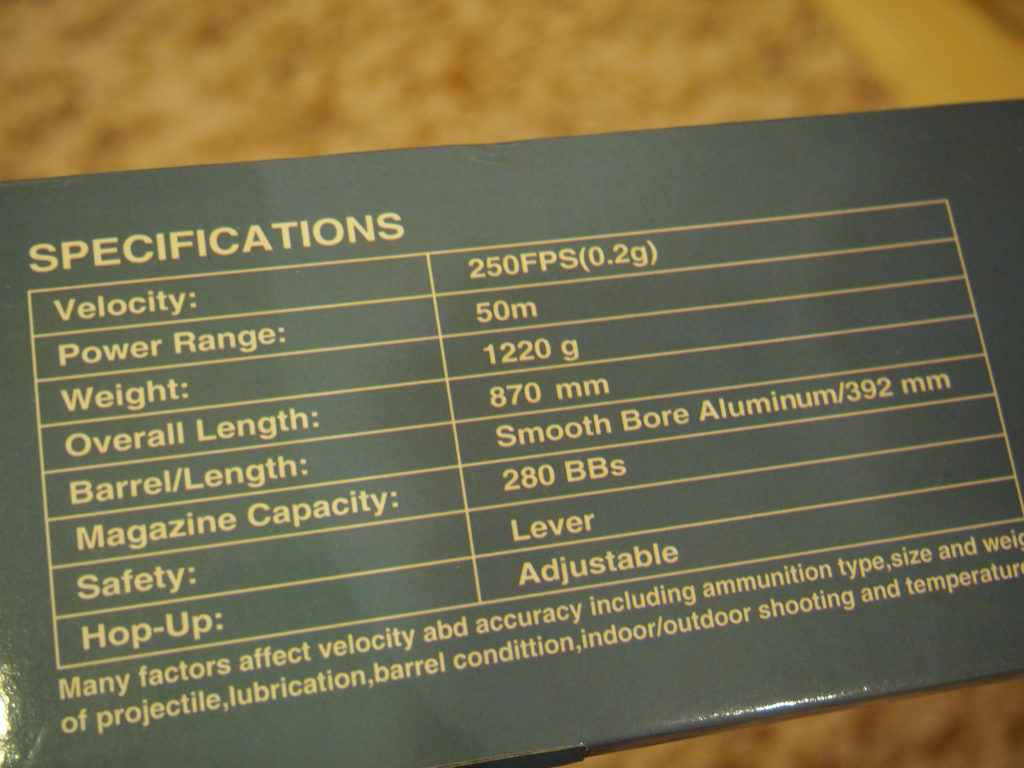 SPECIFICATIONS
Velocity: 250FPS(0.2g)
Power Range: 50m
Weight: 1220 g
Overall Length: 870 mm
Barrel/Length: Smooth Bore Aluminum/392 mm
Magazine Capacity: 280 BBs
Safety: Lever
Hop-Up: Adjustable
Many factors affect velocity abd accuracy including ammunition type,size and
of projectile,lubrication,barrel condittion,indoor/outdoor shooting and temperature